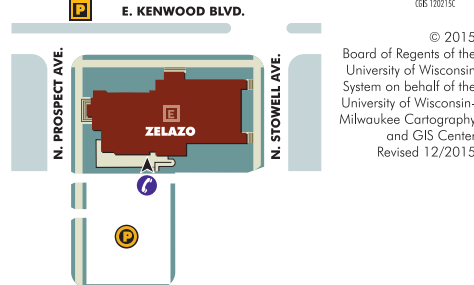 CGIS 120215C
P
E. KENWOOD BLVD.
© 2015
Board of Regents of the
University of Wisconsin
System on behalf of the
University of Wisconsin-
Milwaukee Cartography
and GIS Center
Revised 12/2015
N. PROSPECT AVE.
E
ZELAZO
N. STOWELL AVE.
P